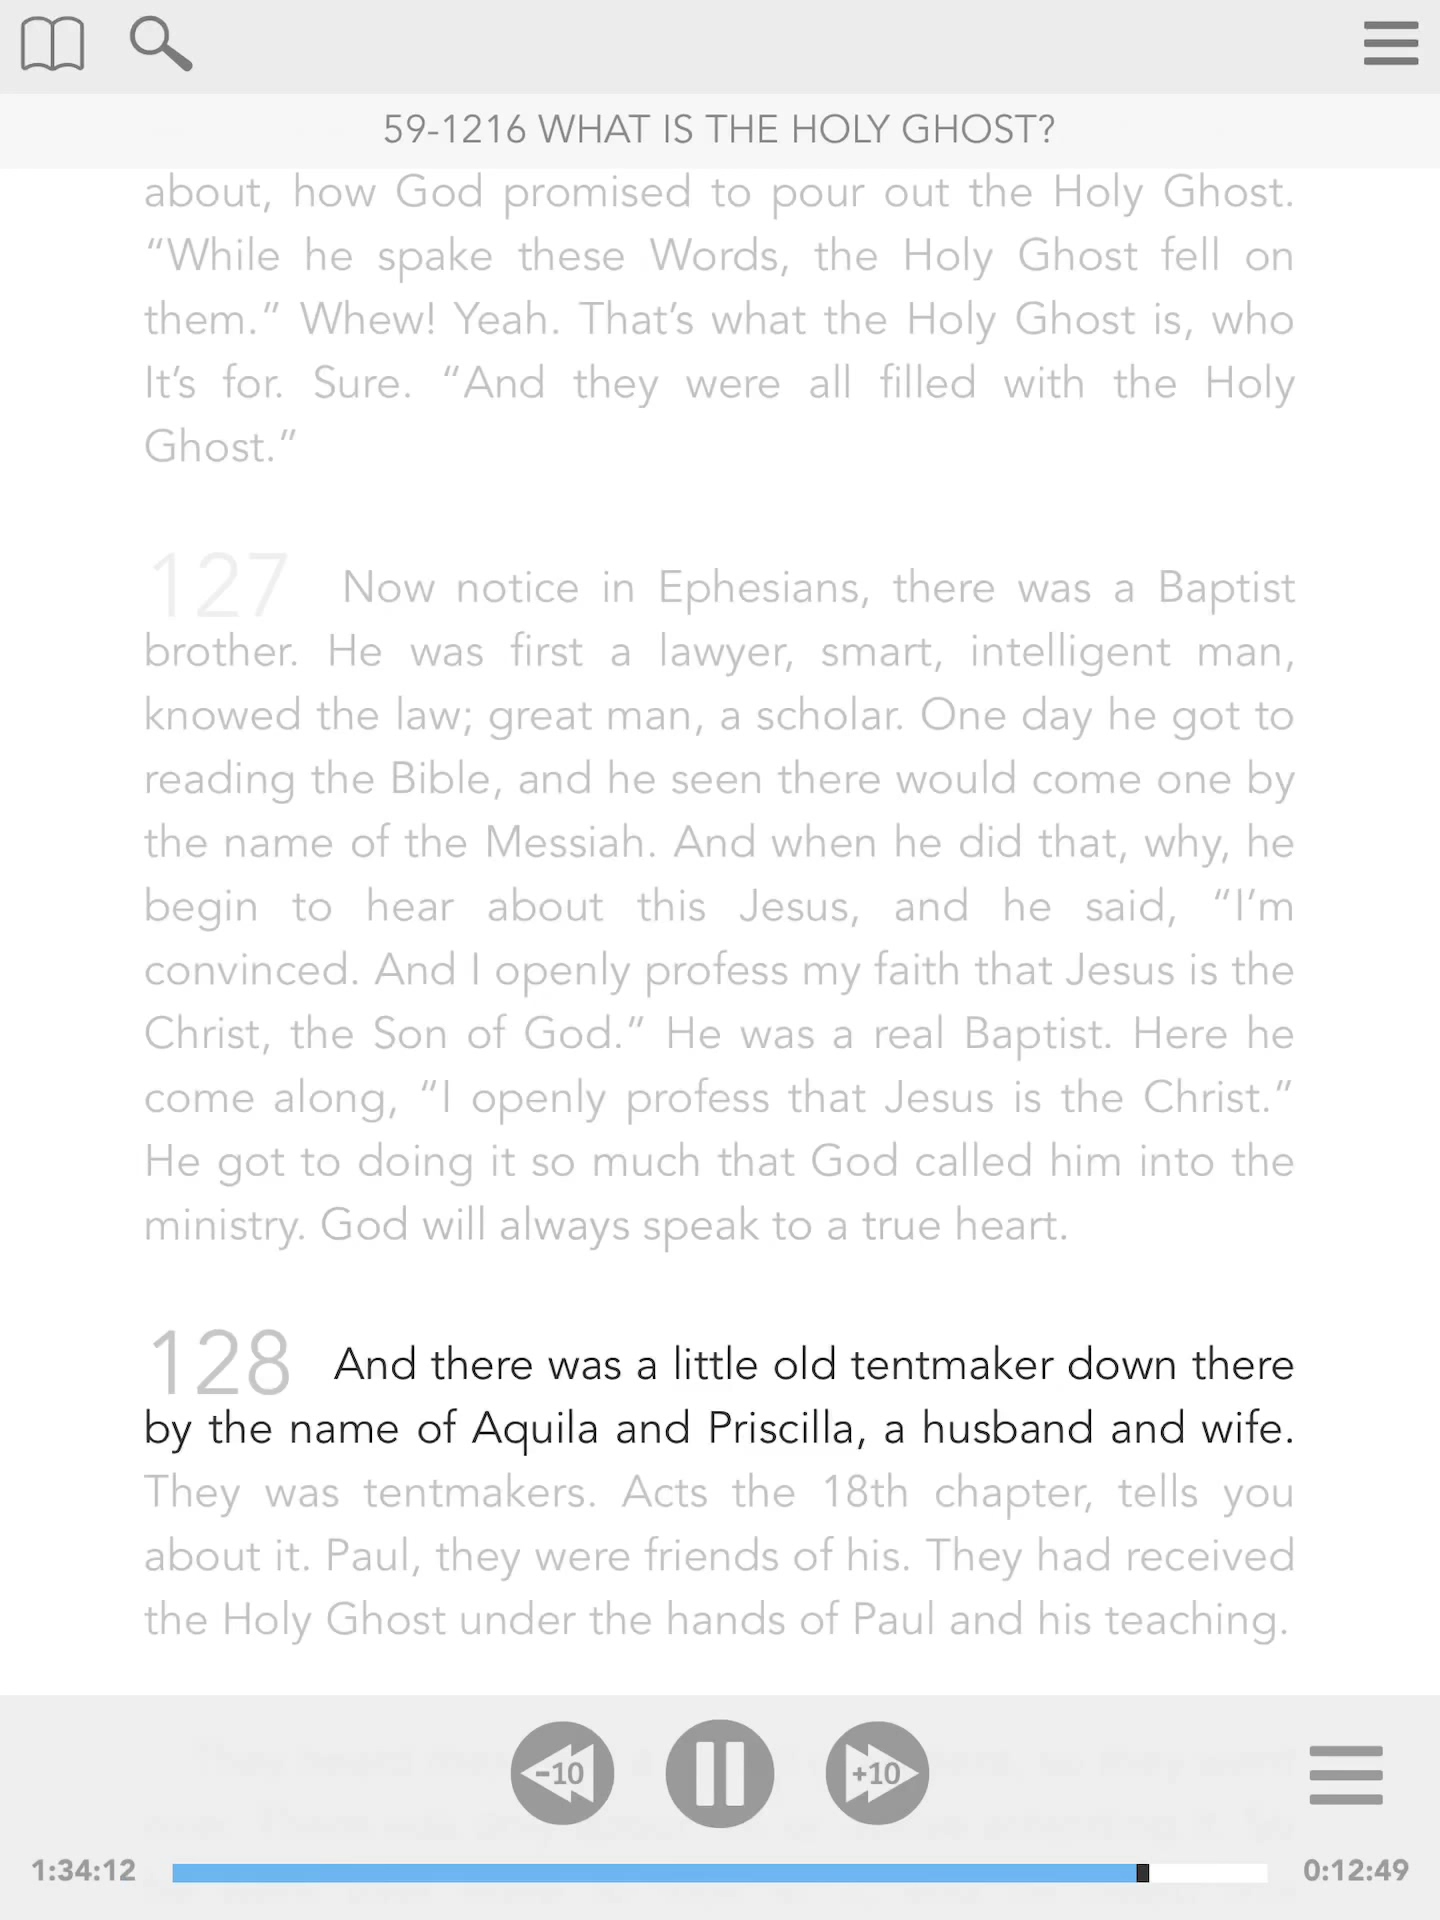 59-1216 WHAT IS THE HOLY GHOST?
about, how God promised to pour out the Holy Ghost.
“While he spake these Words, the Holy Ghost fell on
them.” Whew! Yeah. That’s what the Holy Ghost is, who
It’s for. Sure. “And they were all filled with the Holy
Ghost.”
127 Now notice in Ephesians, there was a Baptist
brother. He was first a lawyer, smart, intelligent man,
knowed the law; great man, a scholar. One day he got to
reading the Bible, and he seen there would come one by
the name of the Messiah. And when he did that, why, he
begin to hear about this Jesus, and he said, “I’m
convinced. And I openly profess my faith that Jesus is the
Christ, the Son of God.” He was a real Baptist. Here he
come along, “I openly profess that Jesus is the Christ.”
He got to doing it so much that God called him into the
ministry. God will always speak to a true heart.
128 And there was a little old tentmaker down there
by the name of Aquila and Priscilla, a husband and wife.
They was tentmakers. Acts the 18th chapter, tells you
about it. Paul, they were friends of his. They had received
the Holy Ghost under the hands of Paul and his teaching.
-10 +10
1:34:12 0:12:49